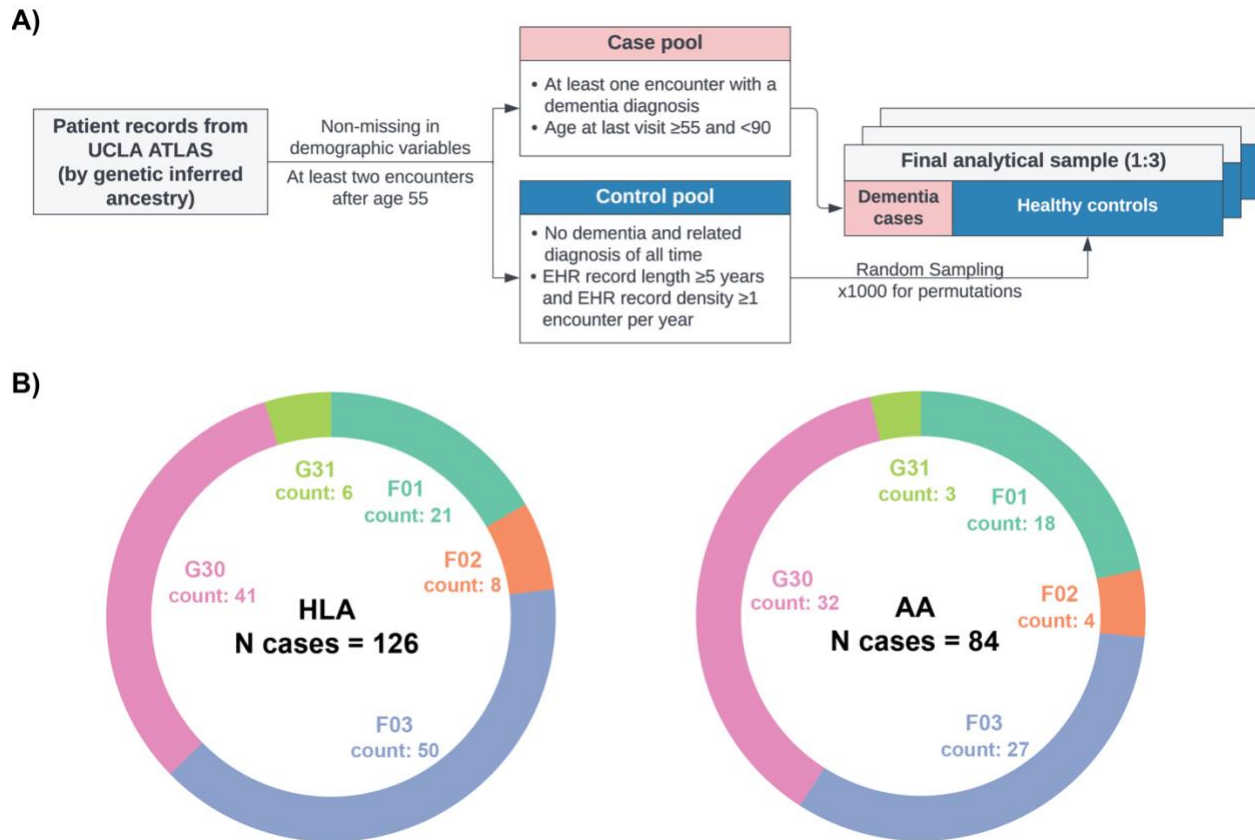 A)
Patient records from
UCLA ATLAS
(by genetic inferred
ancestry)
Non-missing in
demographic variables
At least two encounters
after age 55
Case pool
• At least one encounter with a
dementia diagnosis
• Age at last visit ≥55 and <90
Control pool
• No dementia and related
diagnosis of all time
• EHR record length ≥5 years
and EHR record density ≥1
encounter per year
Final analytical sample (1:3)
Dementia
cases
Healthy controls
Random Sampling
x1000 for permutations
B)
G31
count: 6
F01
count: 21
F02
count: 8
G30
count: 41
HLA
N cases = 126
F03
count: 50
G31
count: 3
F01
count: 18
F02
count: 4
G30
count: 32
AA
N cases = 84
F03
count: 27